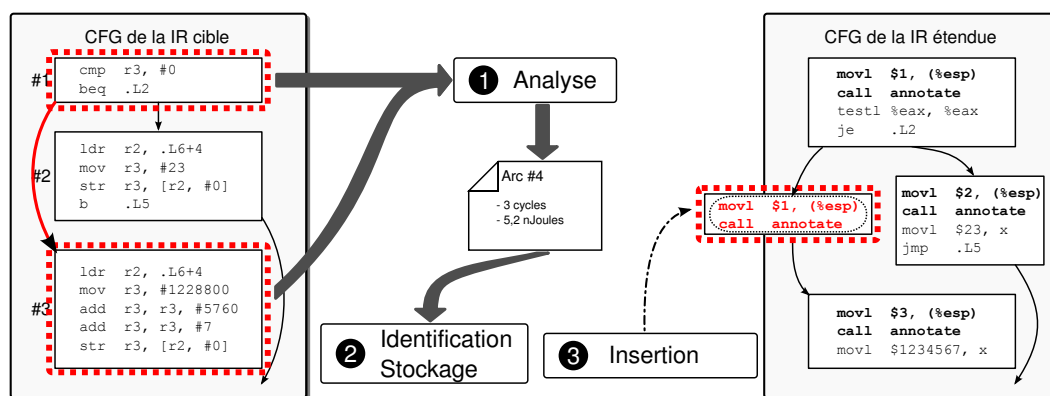 CFG de la IR cible
#1
cmp r3, #0
beq .L2
#2
ldr r2, .L6+4
mov r3, #23
str r3, [r2, #0]
b .L5
#3
ldr r2, .L6+4
mov r3, #1228800
add r3, r3, #5760
add r3, r3, #7
str r3, [r2, #0]
1 Analyse
Arc #4
- 3 cycles
- 5,2 nJoules
2 Identification
Stockage
3 Insertion
CFG de la IR étendue
movl $1, (%esp)
call annotate
testl %eax, %eax
je .L2
movl $1, (%esp)
call annotate
movl $2, (%esp)
call annotate
movl $23, x
jmp .L5
movl $3, (%esp)
call annotate
movl $1234567, x